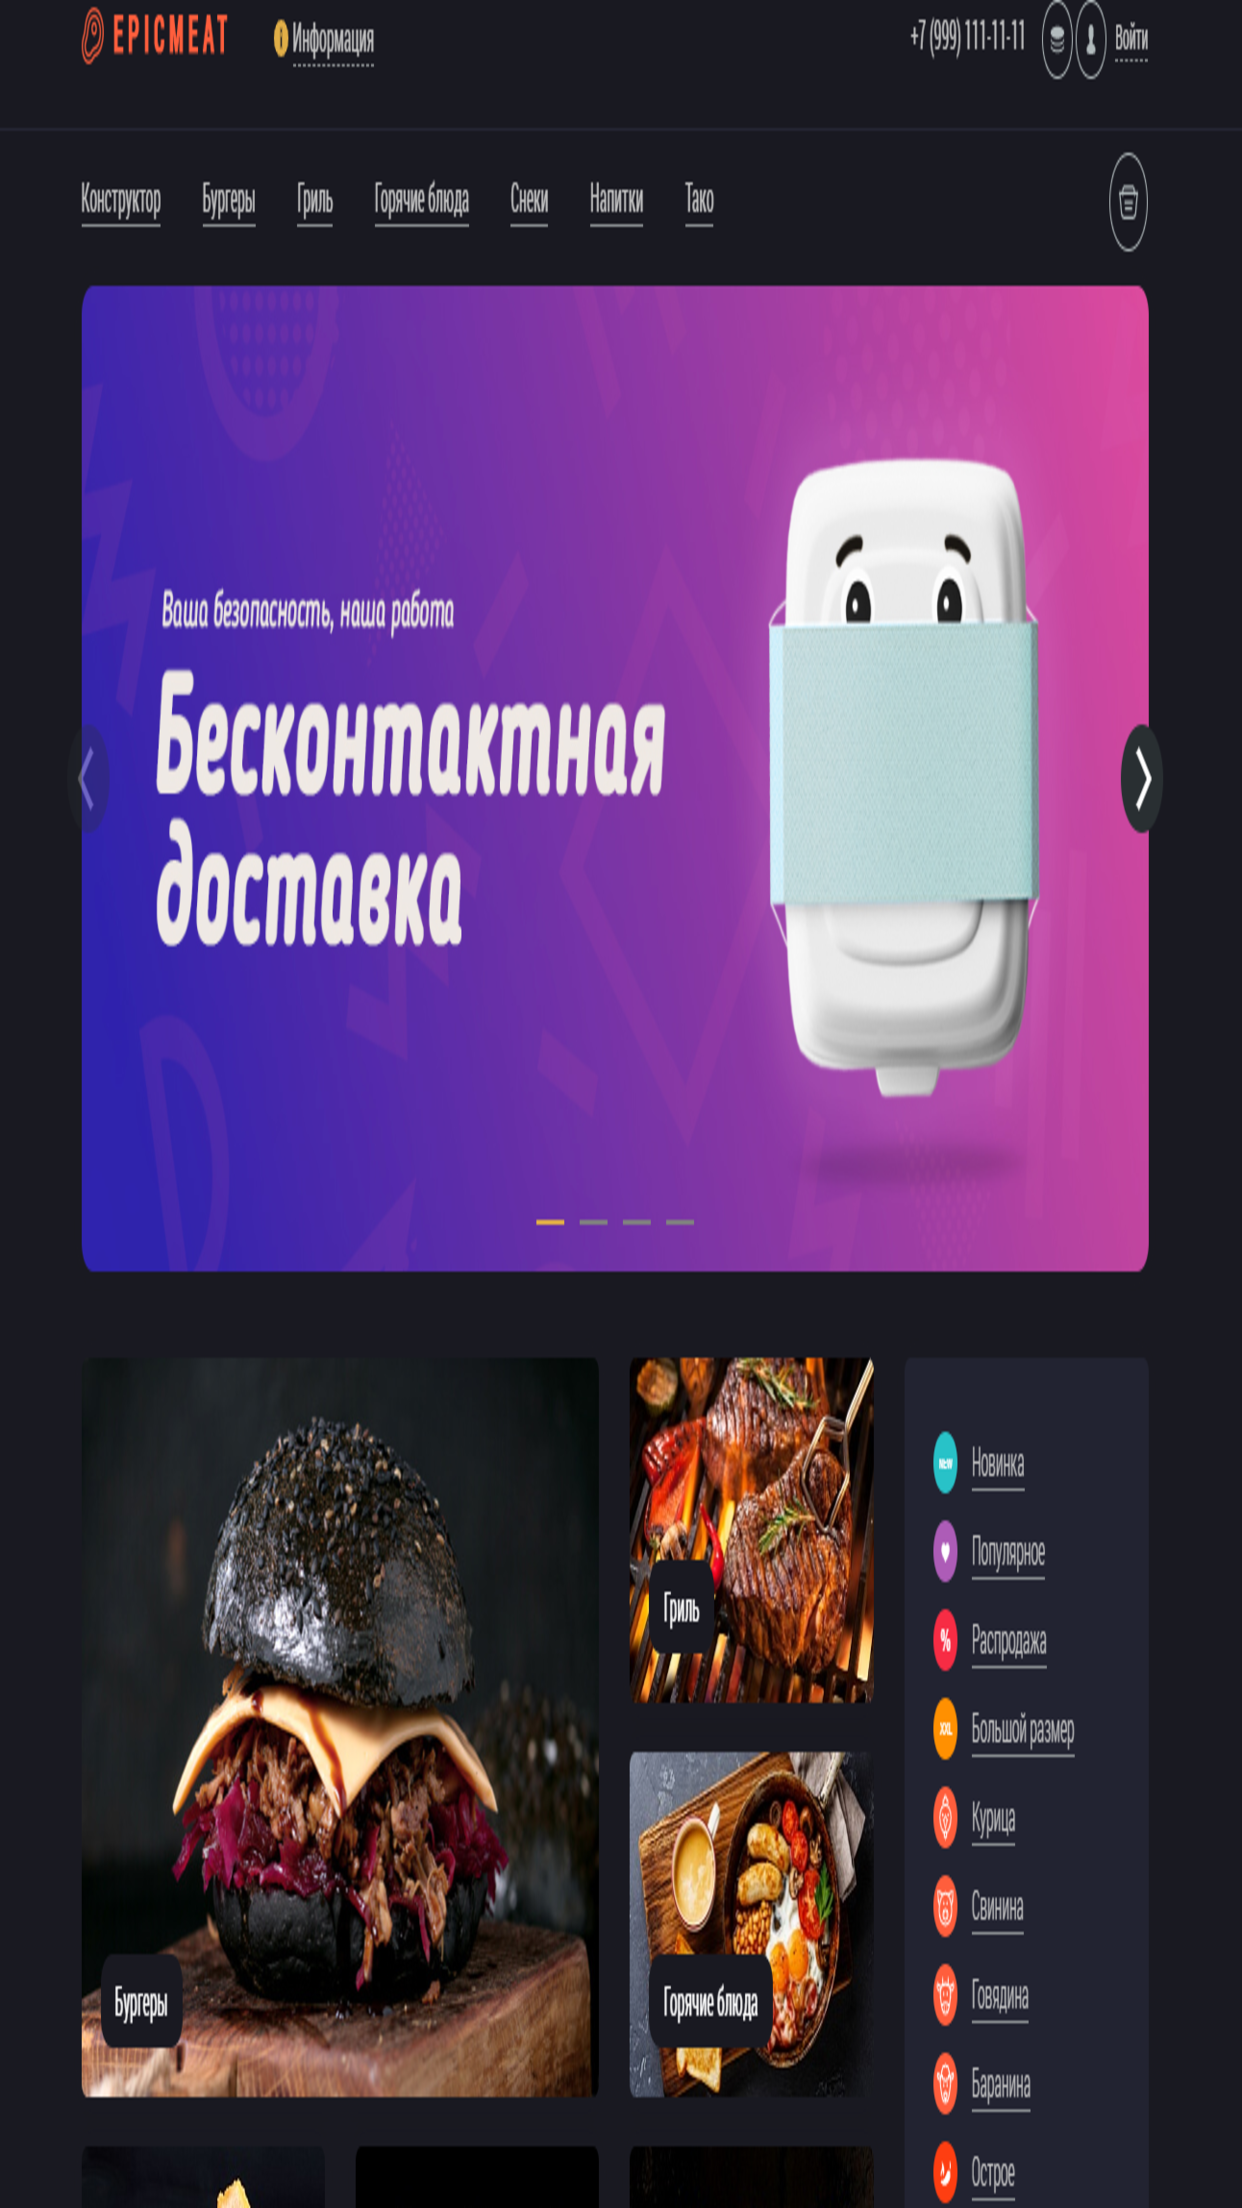 EPICMEAT
Информация
+7 (999) 111-11-11
Войти
Конструктор
Бургеры
Гриль
Горячие блюда
Снеки
Напитки
Тако
Ваша безопасность, наша работа
Бесконтактная
доставка
Бургеры
Гриль
Горячие блюда
NEW
Новинка
Популярное
%
Распродажа
XXL
Большой размер
Курица
Свинина
Говядина
Баранина
Острое